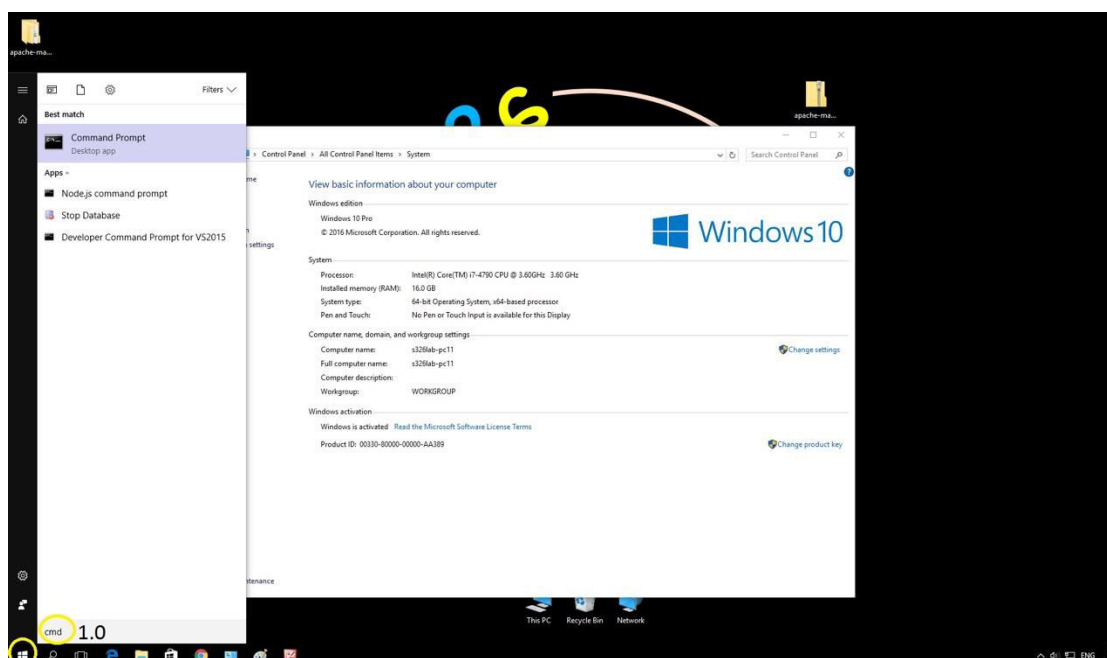 apache-ma...
Filters
Best match
Command Prompt
Desktop app
Apps
Node.js command prompt
Stop Database
Developer Command Prompt for VS2015
cmd 1.0
apache-ma...
Control Panel > All Control Panel Items > System
Search Control Panel
me
settings
View basic information about your computer
Windows edition
Windows 10 Pro
© 2016 Microsoft Corporation. All rights reserved.
Windows 10
System
Processor: Intel(R) Core(TM) i7-4790 CPU @ 3.60GHz 3.60 GHz
Installed memory (RAM): 16.0 GB
System type: 64-bit Operating System, x64-based processor
Pen and Touch: No Pen or Touch Input is available for this Display
Computer name, domain, and workgroup settings
Computer name: s326lab-pc11
Change settings
Full computer name: s326lab-pc11
Computer description:
Workgroup: WORKGROUP
Windows activation
Windows is activated Read the Microsoft Software License Terms
Product ID: 00330-80000-00000-AA389
Change product key
ntenance
This PC
Recycle Bin
Network
ENG